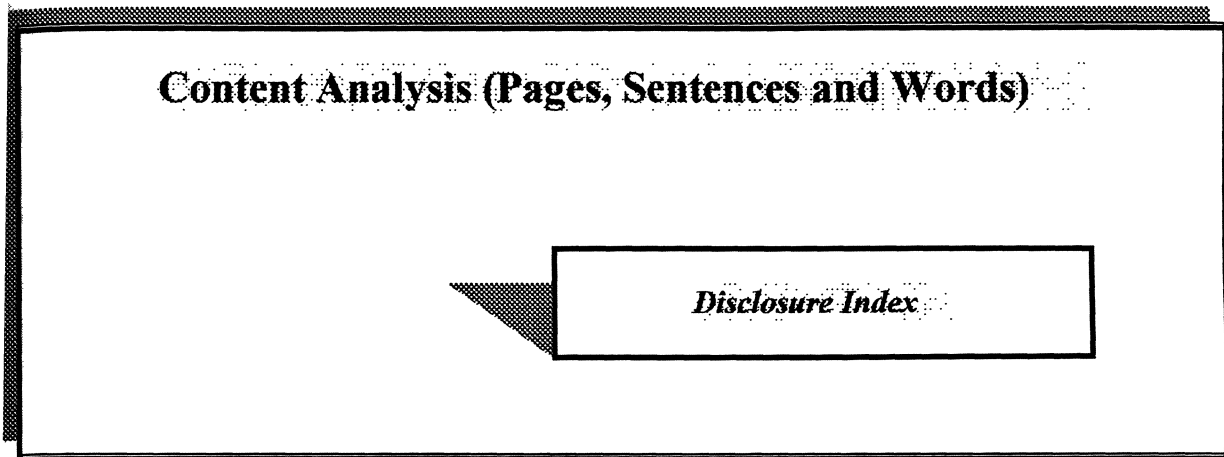 Content Analysis (Pages, Sentences and Words)
Disclosure Index